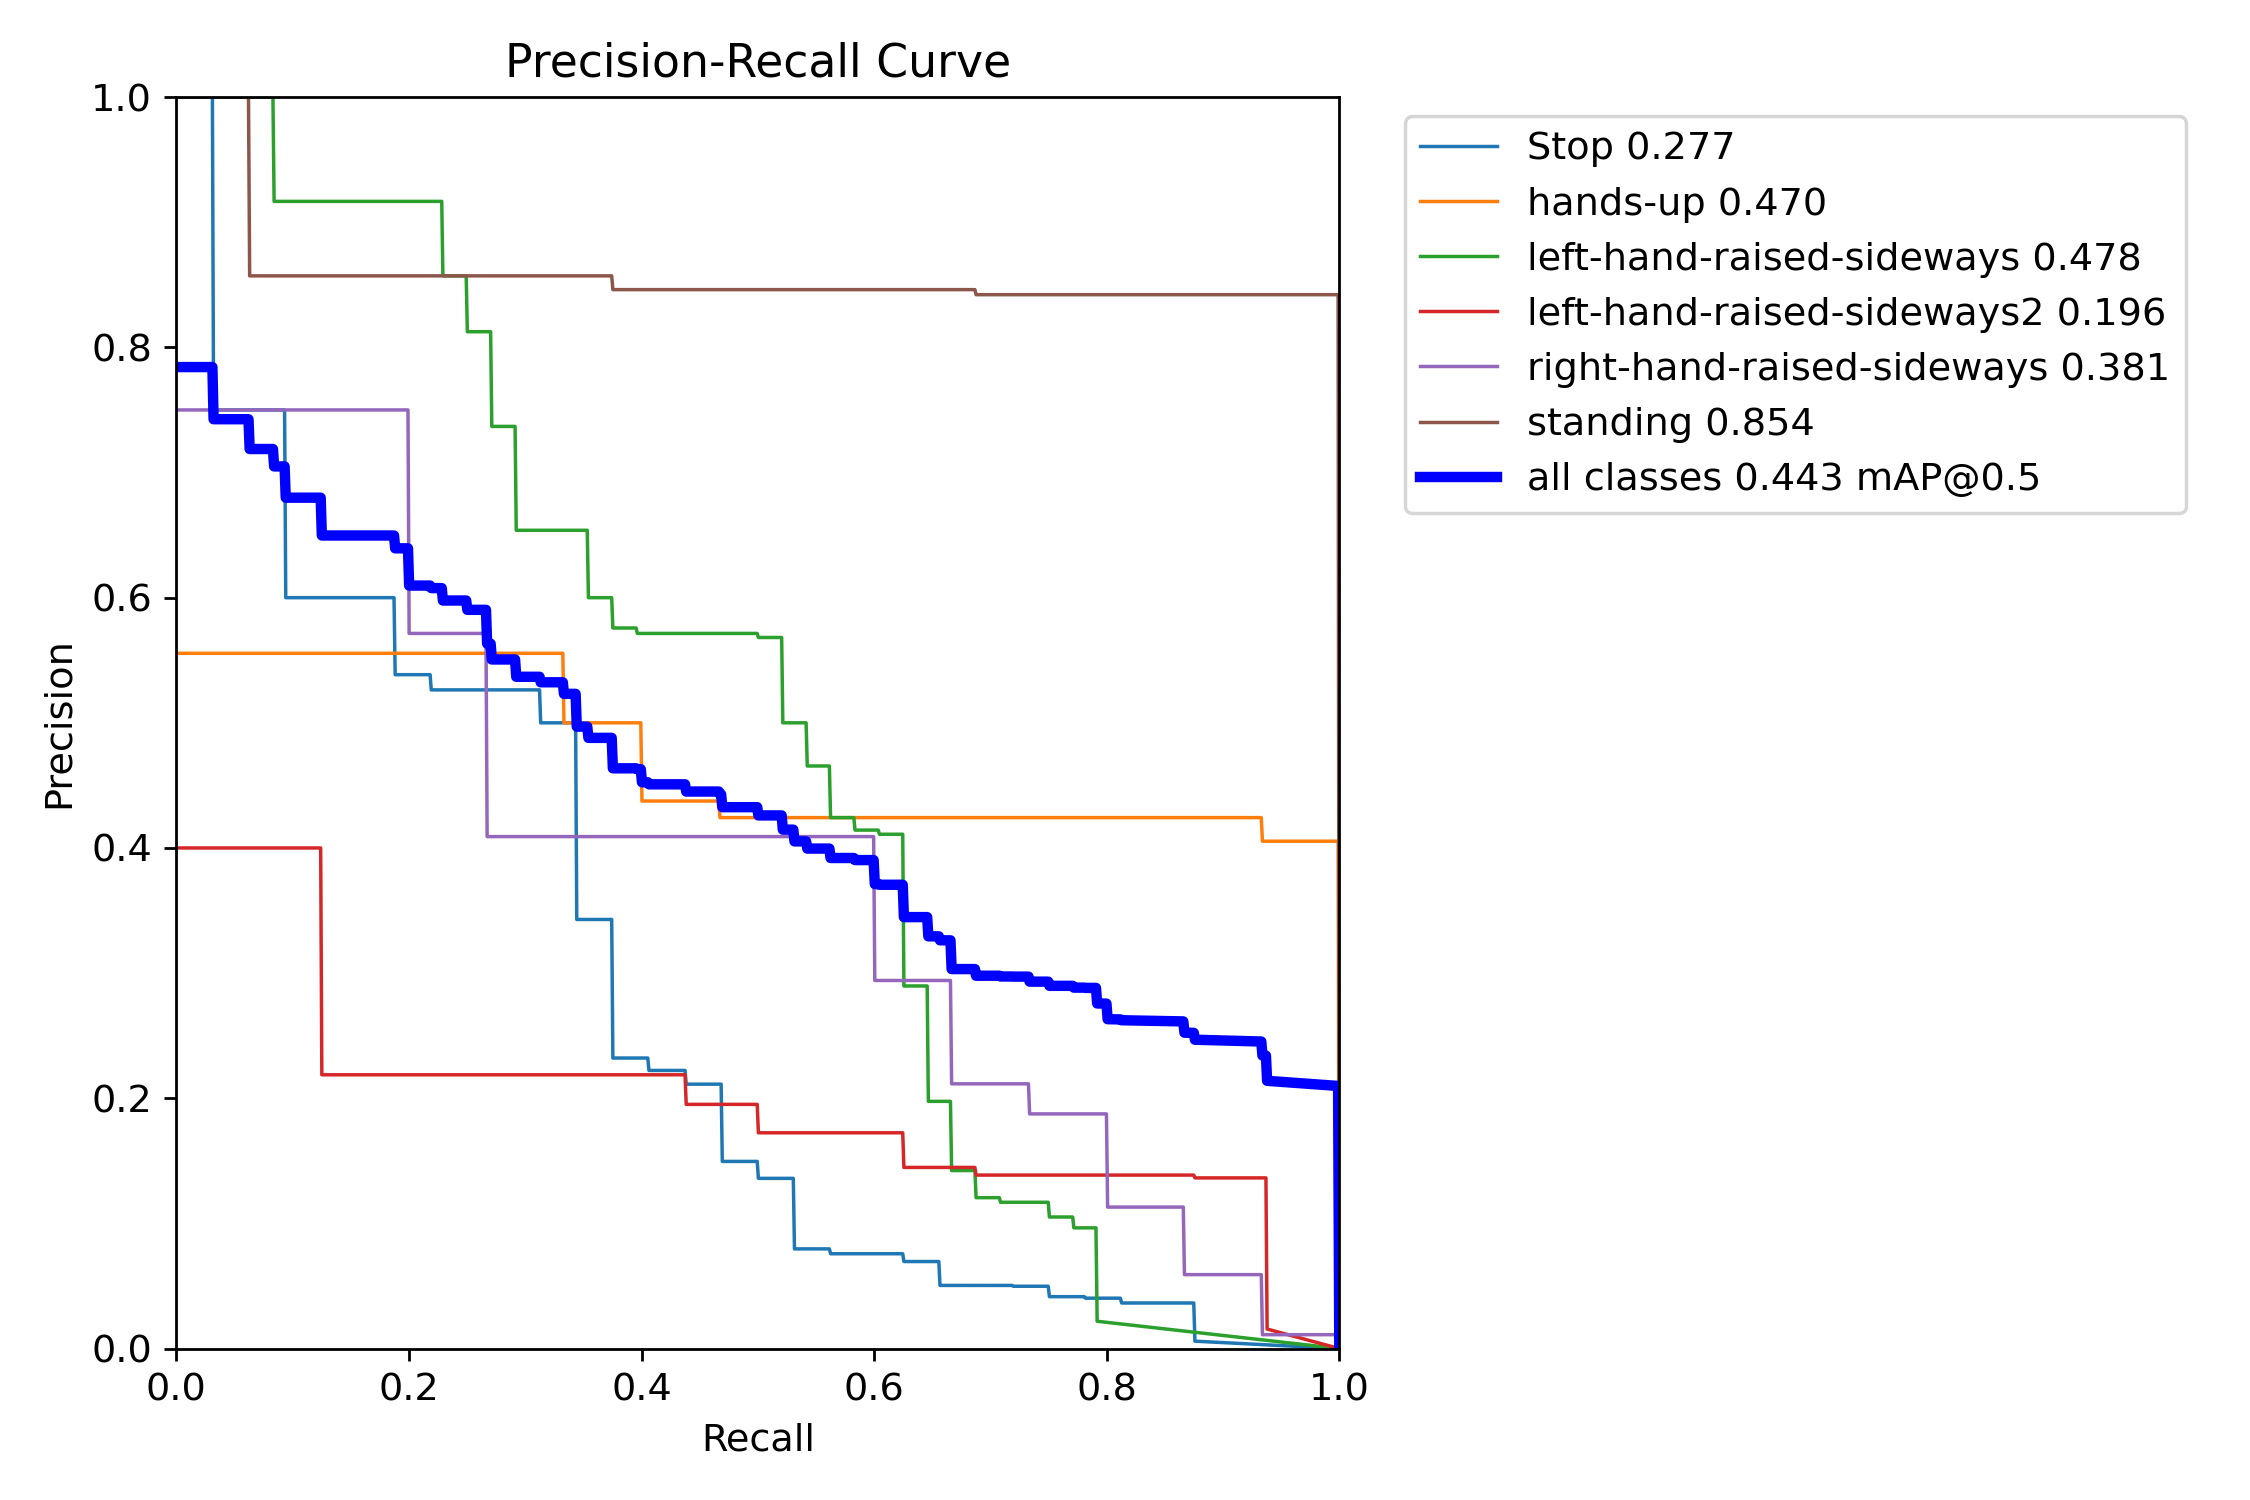 Precision-Recall Curve
1.0
0.8
0.6
0.4
0.2
0.0
Precision
0.0 0.2 0.4 0.6 0.8 1.0
Recall
Stop 0.277
hands-up 0.470
left-hand-raised-sideways 0.478
left-hand-raised-sideways2 0.196
right-hand-raised-sideways 0.381
standing 0.854
all classes 0.443 mAP@0.5